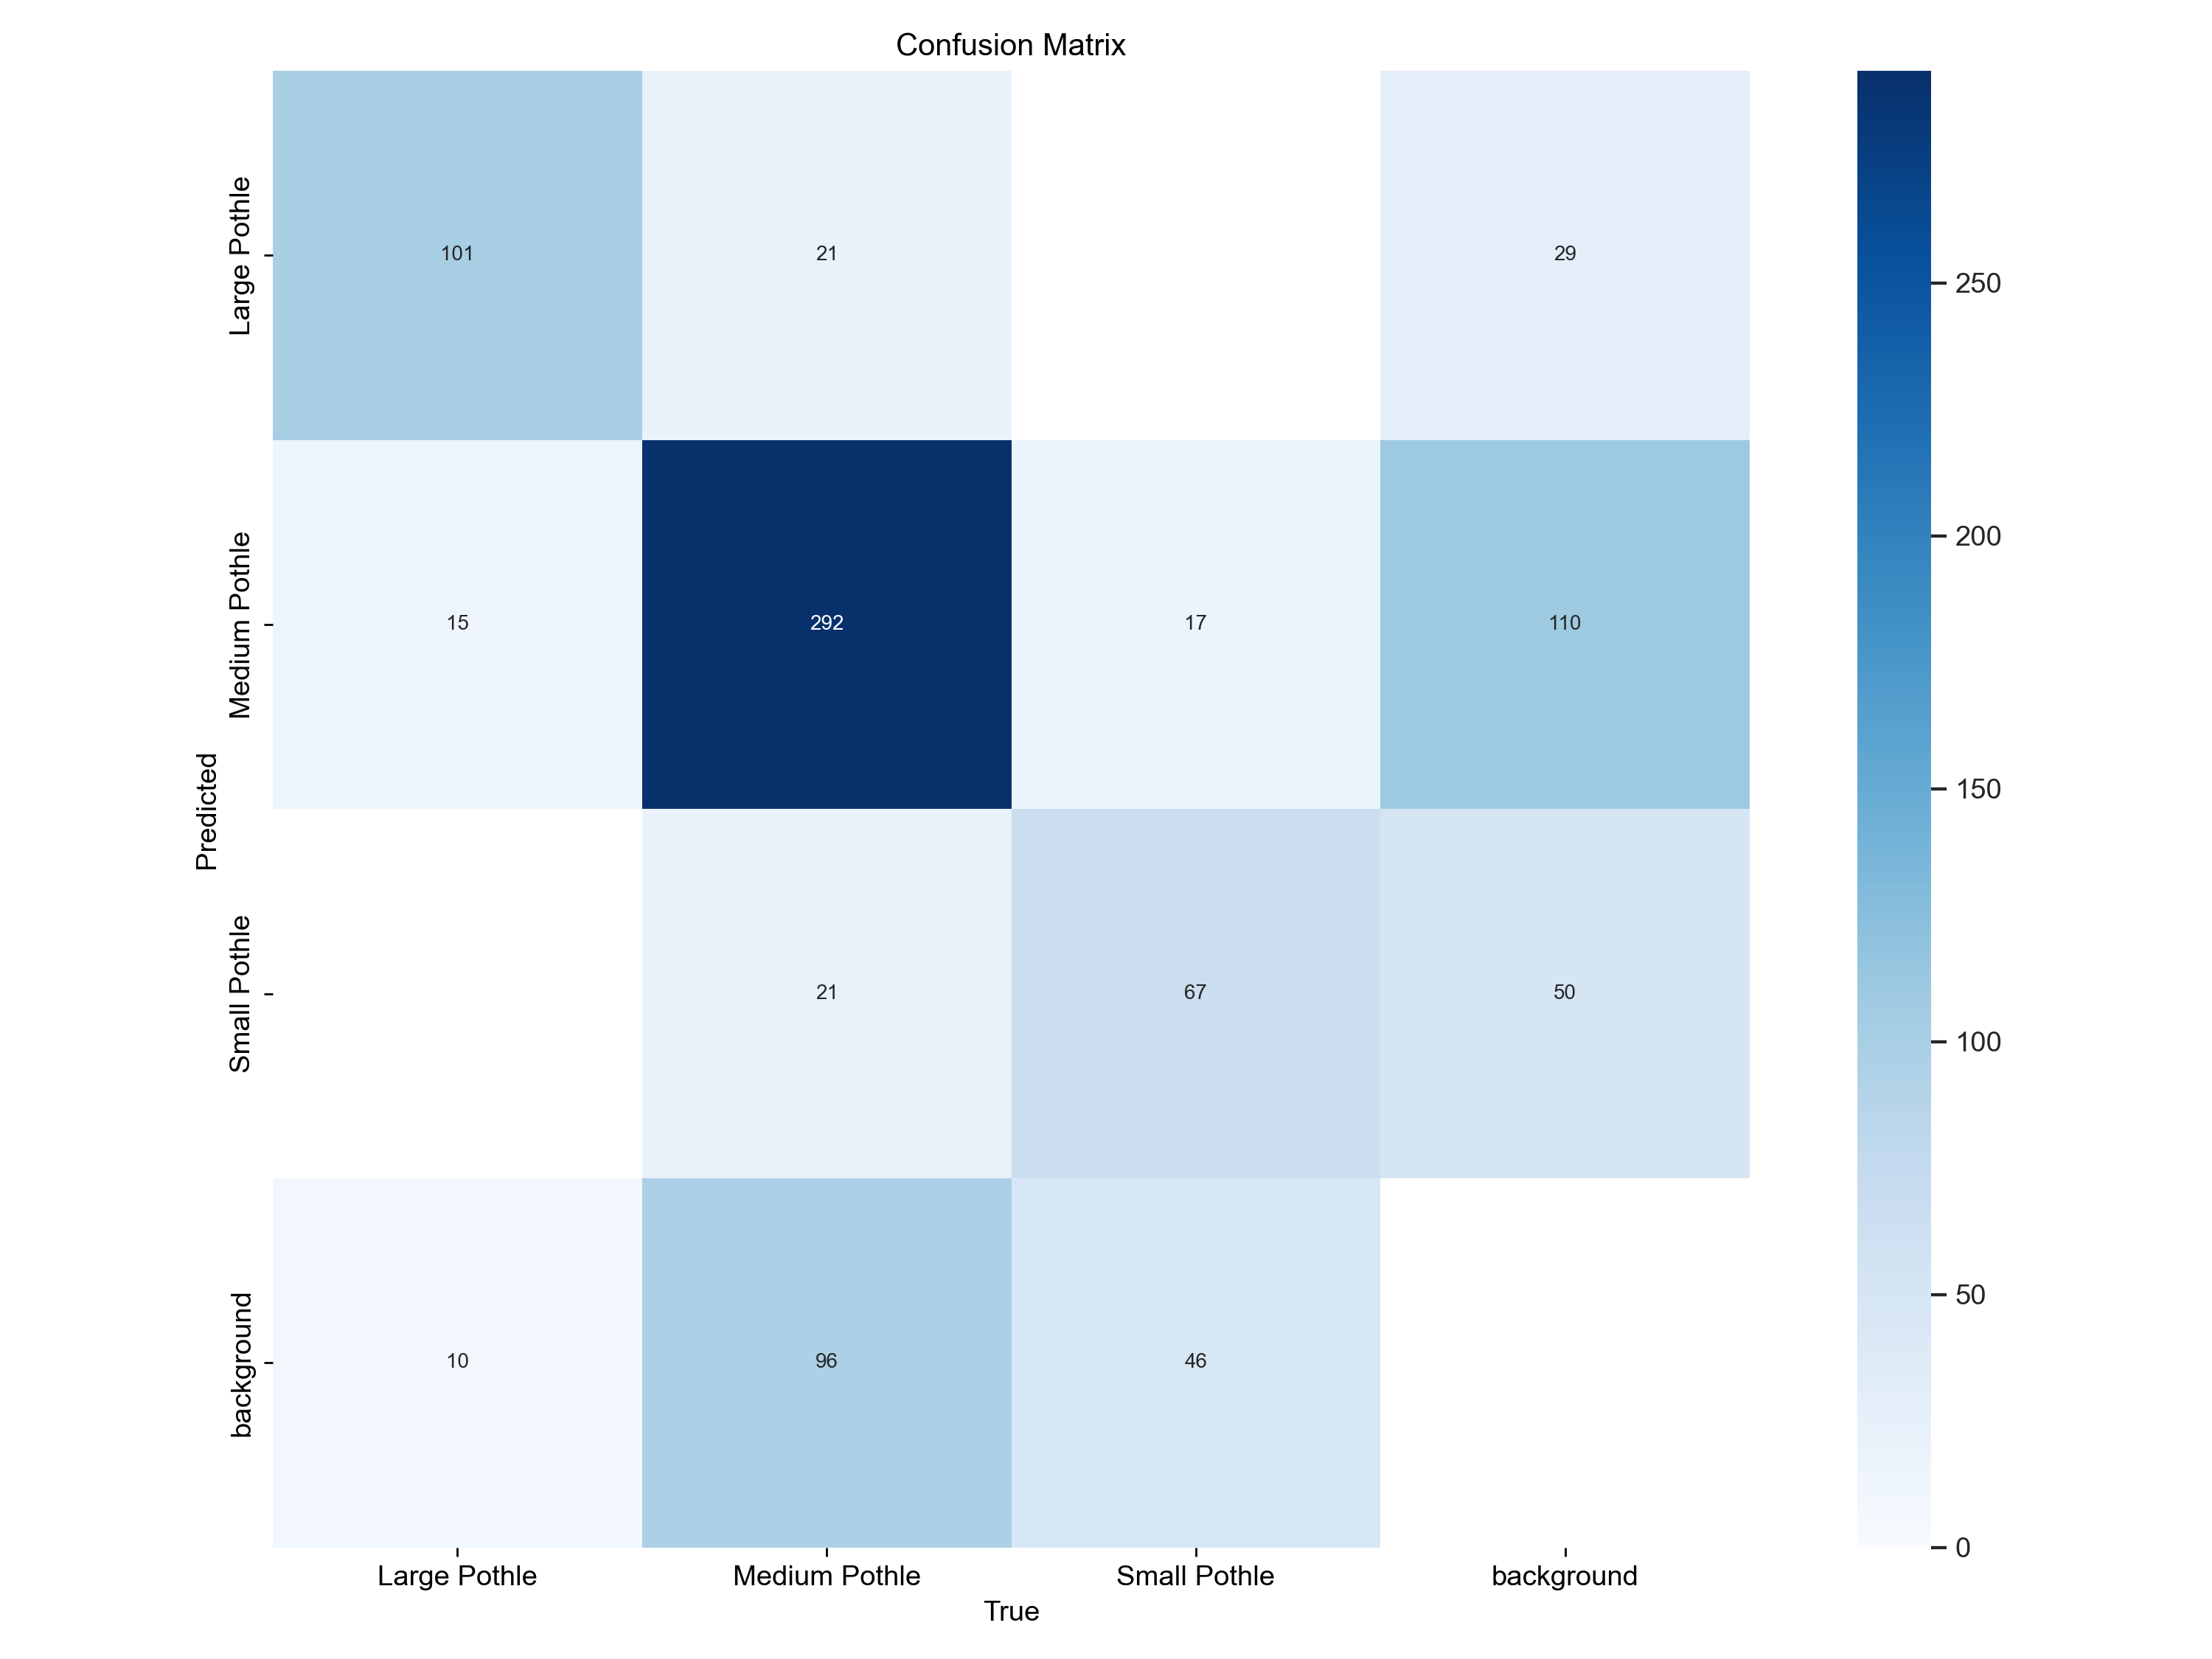 Confusion Matrix
Large Pothle
101
21
29
250
200
Medium Pothle
15
292
17
110
Predicted
150
Small Pothle
21
67
50
100
50
background
10
96
46
0
Large Pothle
Medium Pothle
Small Pothle
background
True